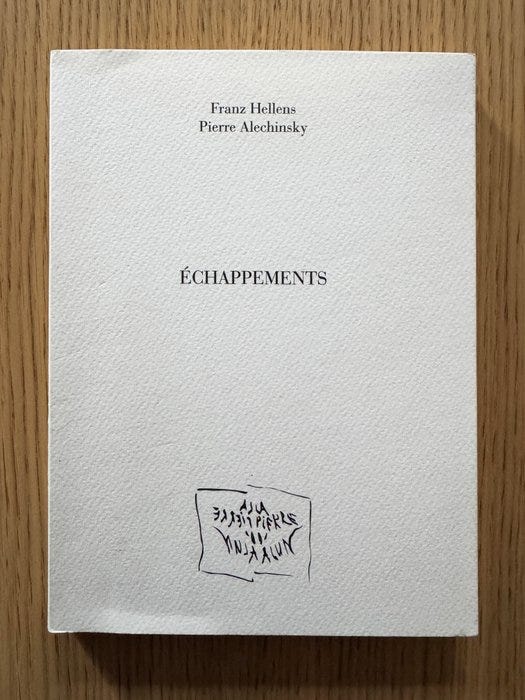 Franz Hellens
Pierre Alechinsky
ÉCHAPPEMENTS